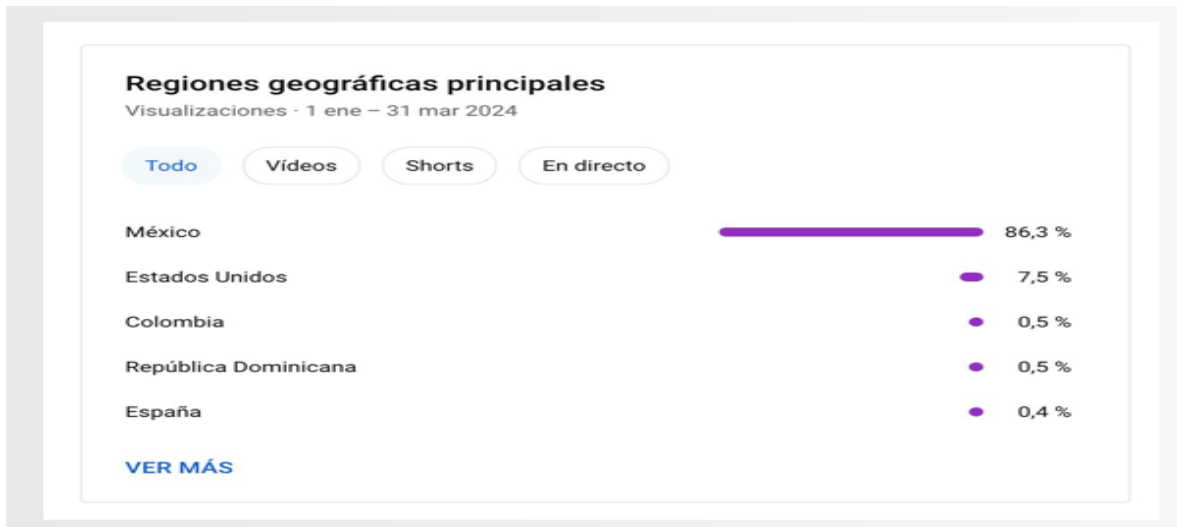 Regiones geográficas principales
Visualizaciones · 1 ene – 31 mar 2024
Todo Vídeos Shorts En directo
México 86,3 %
Estados Unidos 7,5 %
Colombia 0,5 %
República Dominicana 0,5 %
España 0,4 %
VER MÁS